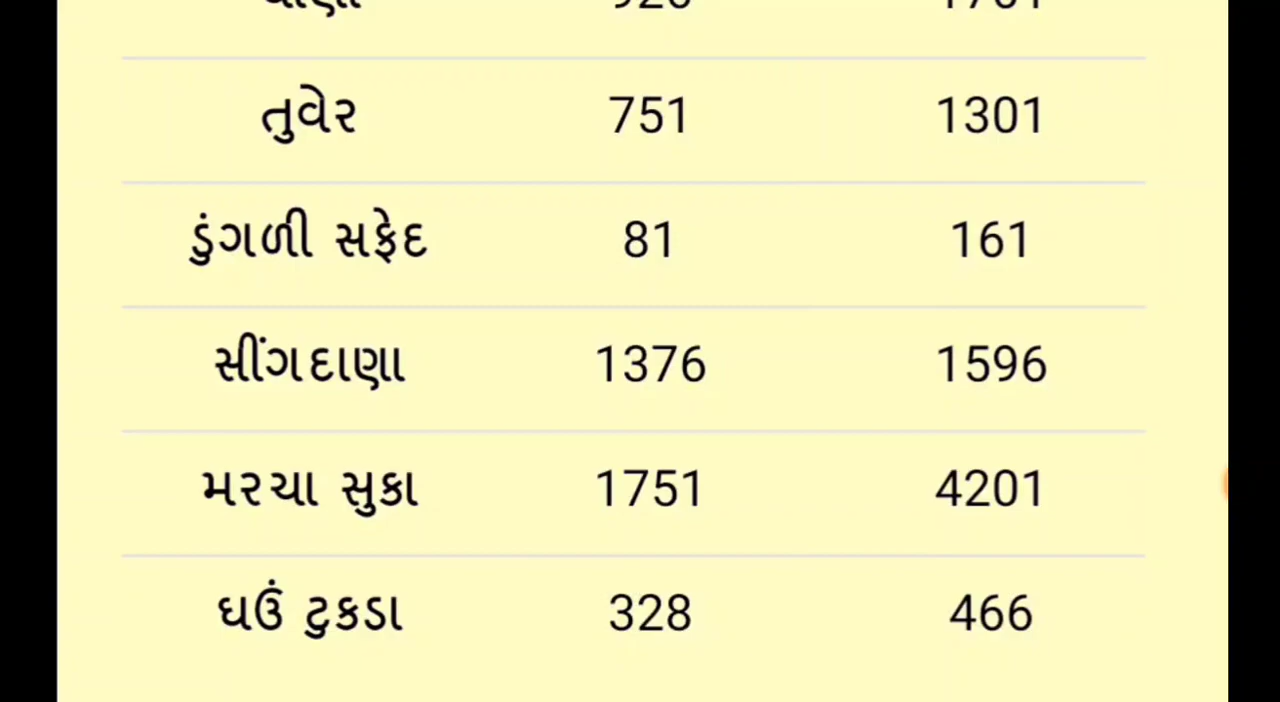 તુવેર 751 1301
ડુંગળી સફેદ 81 161
સીંગદાણા 1376 1596
મરચા સુકા 1751 4201
ઘઉં ટુકડા 328 466